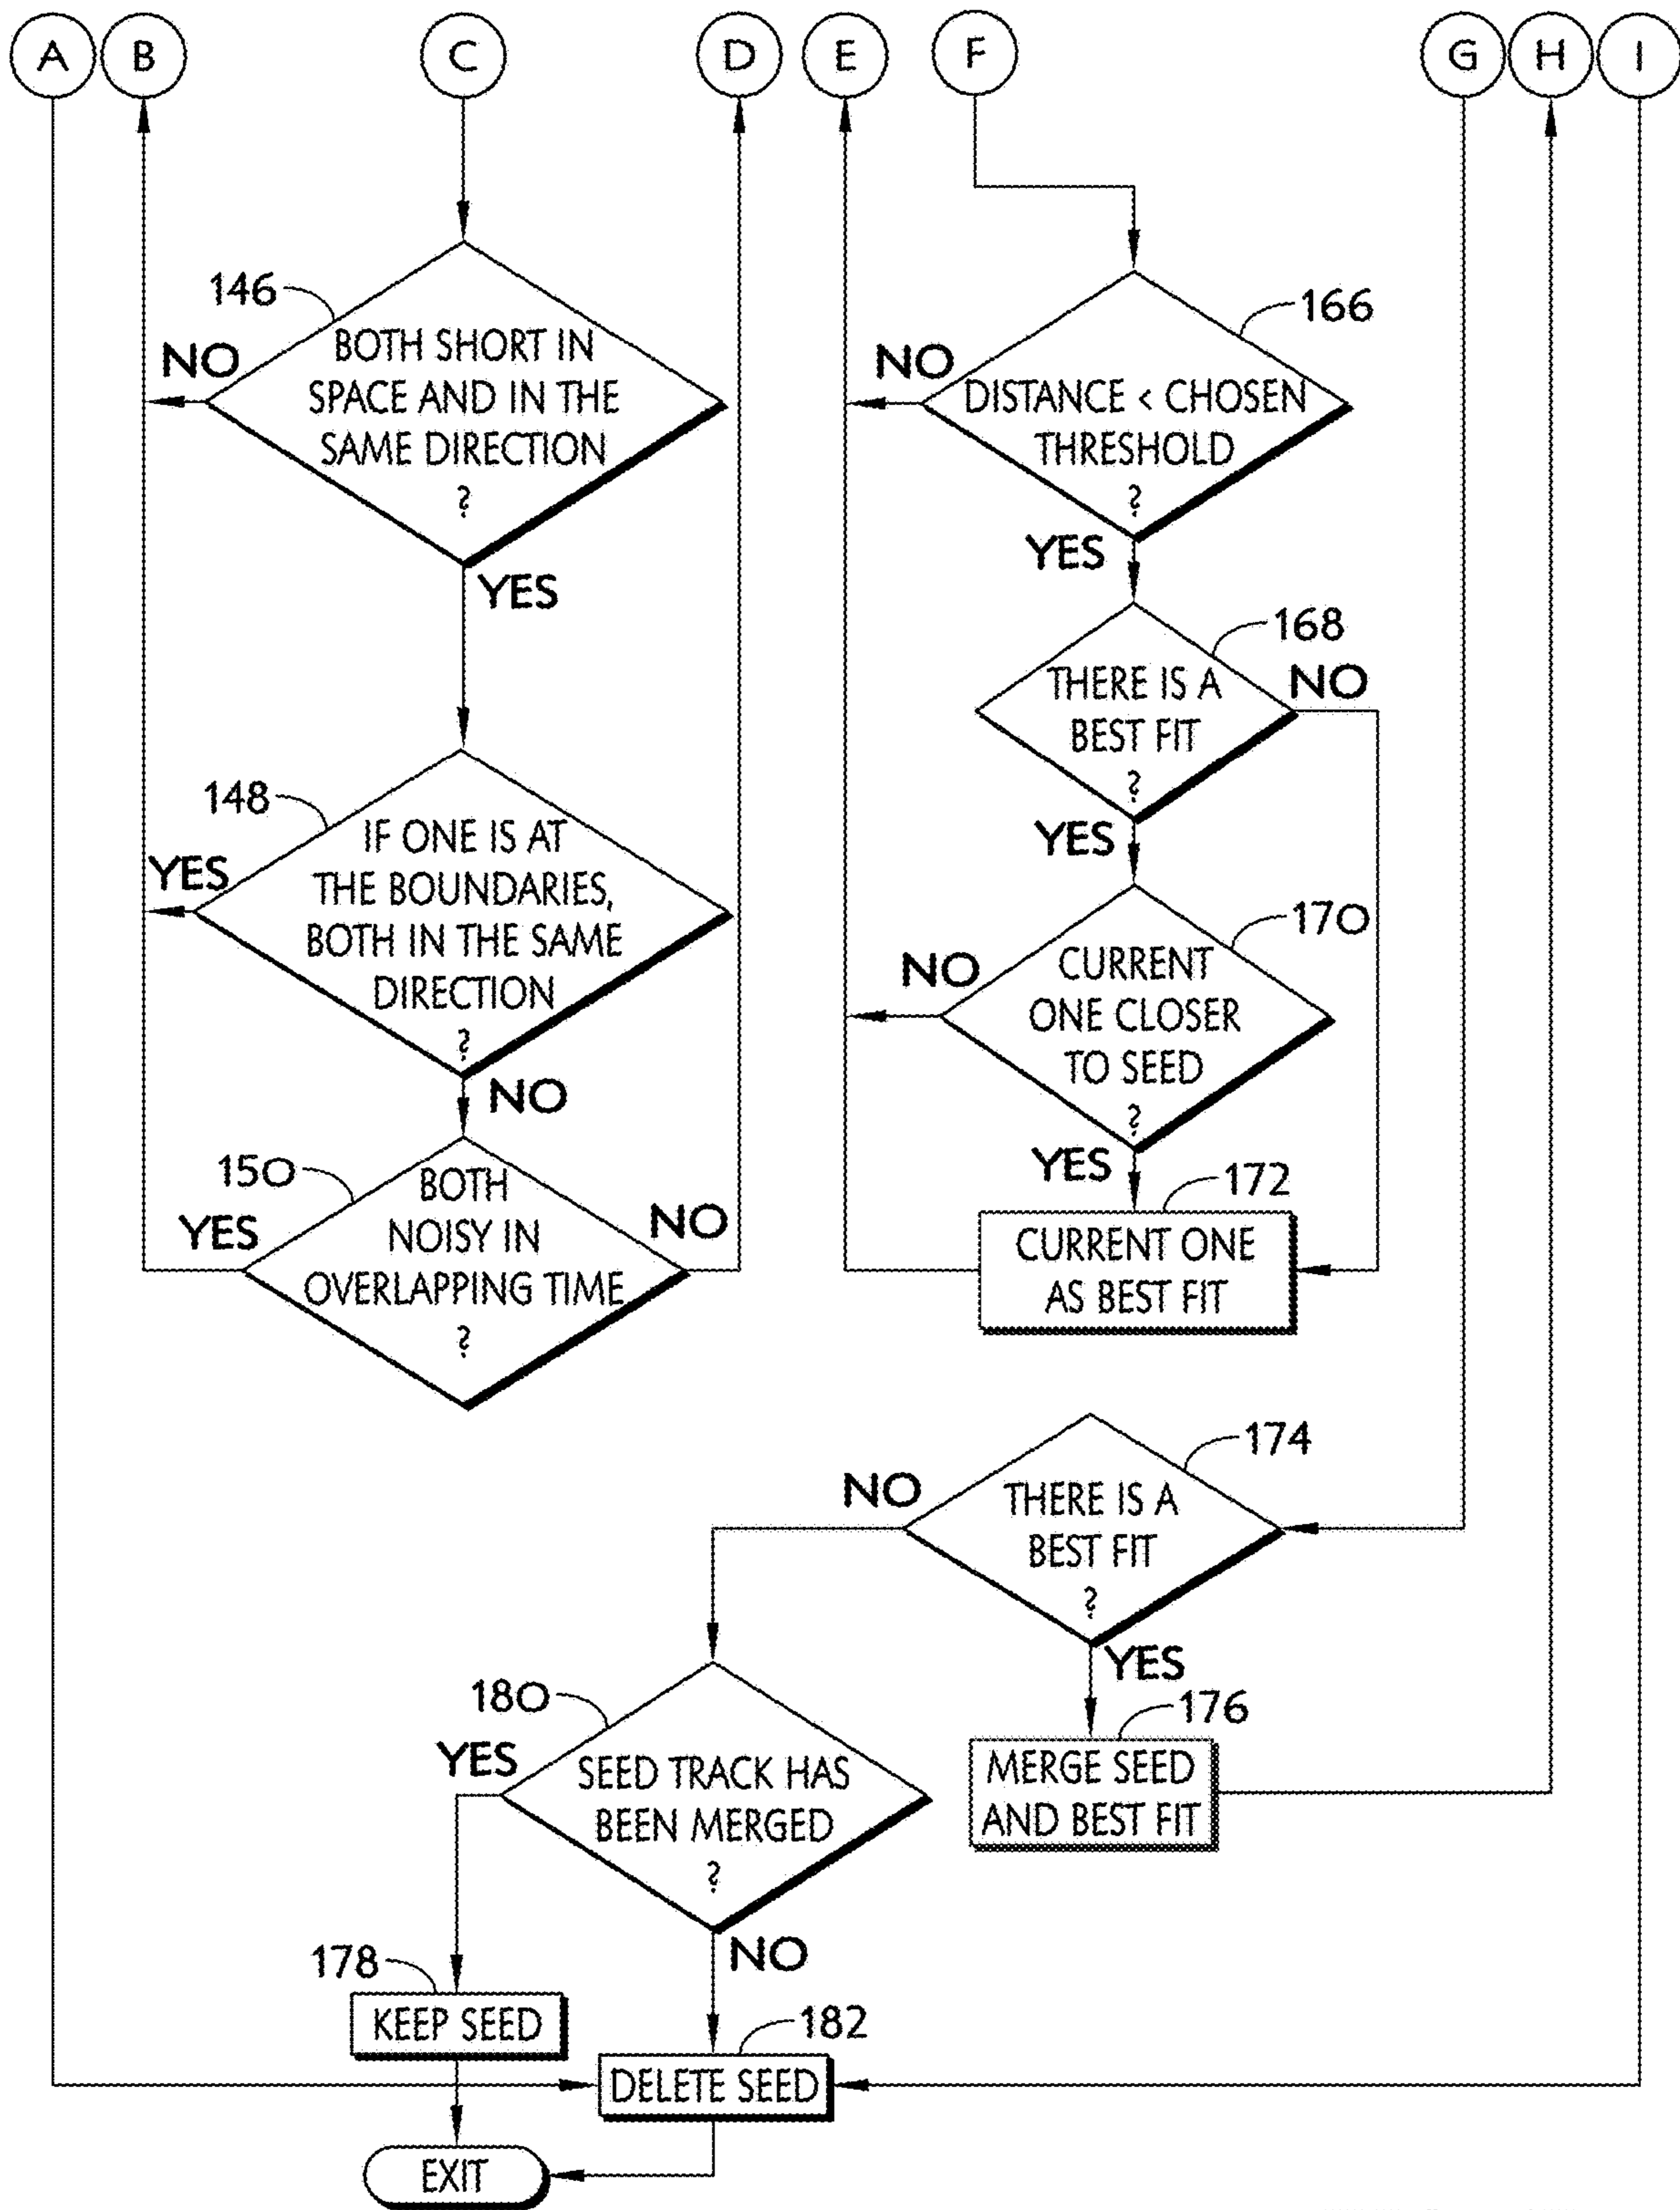 A B C D E F G H I
146
BOTH SHORT IN
SPACE AND IN THE
SAME DIRECTION
?
NO
YES
148
IF ONE IS AT
THE BOUNDARIES,
BOTH IN THE SAME
DIRECTION
?
YES
NO
150
BOTH
NOISY IN
OVERLAPPING TIME
?
YES
NO
166
DISTANCE < CHOSEN
THRESHOLD
?
NO
YES
168
THERE IS A
BEST FIT
?
NO
YES
170
CURRENT
ONE CLOSER
TO SEED
?
NO
YES
172
CURRENT ONE
AS BEST FIT
174
THERE IS A
BEST FIT
?
NO
YES
176
MERGE SEED
AND BEST FIT
180
SEED TRACK HAS
BEEN MERGED
?
YES
NO
178
KEEP SEED
182
DELETE SEED
EXIT